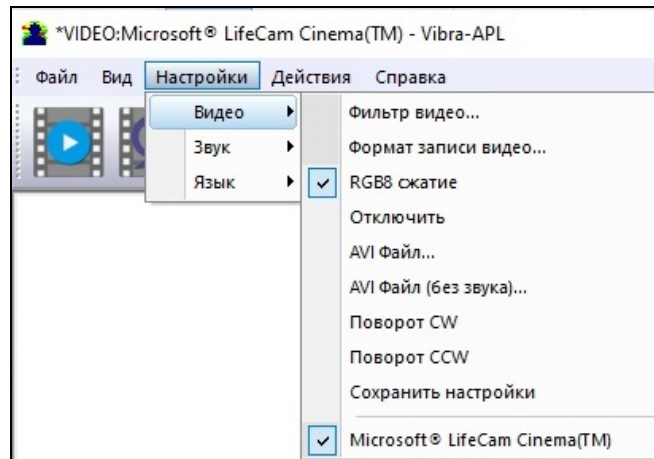 *VIDEO:Microsoft® LifeCam Cinema(TM) - Vibra-APL
Файл Вид Настройки Действия Справка
Видео
Звук
Язык
Фильтр видео...
Формат записи видео...
RGB8 сжатие
Отключить
AVI Файл...
AVI Файл (без звука)...
Поворот CW
Поворот CCW
Сохранить настройки
Microsoft® LifeCam Cinema(TM)